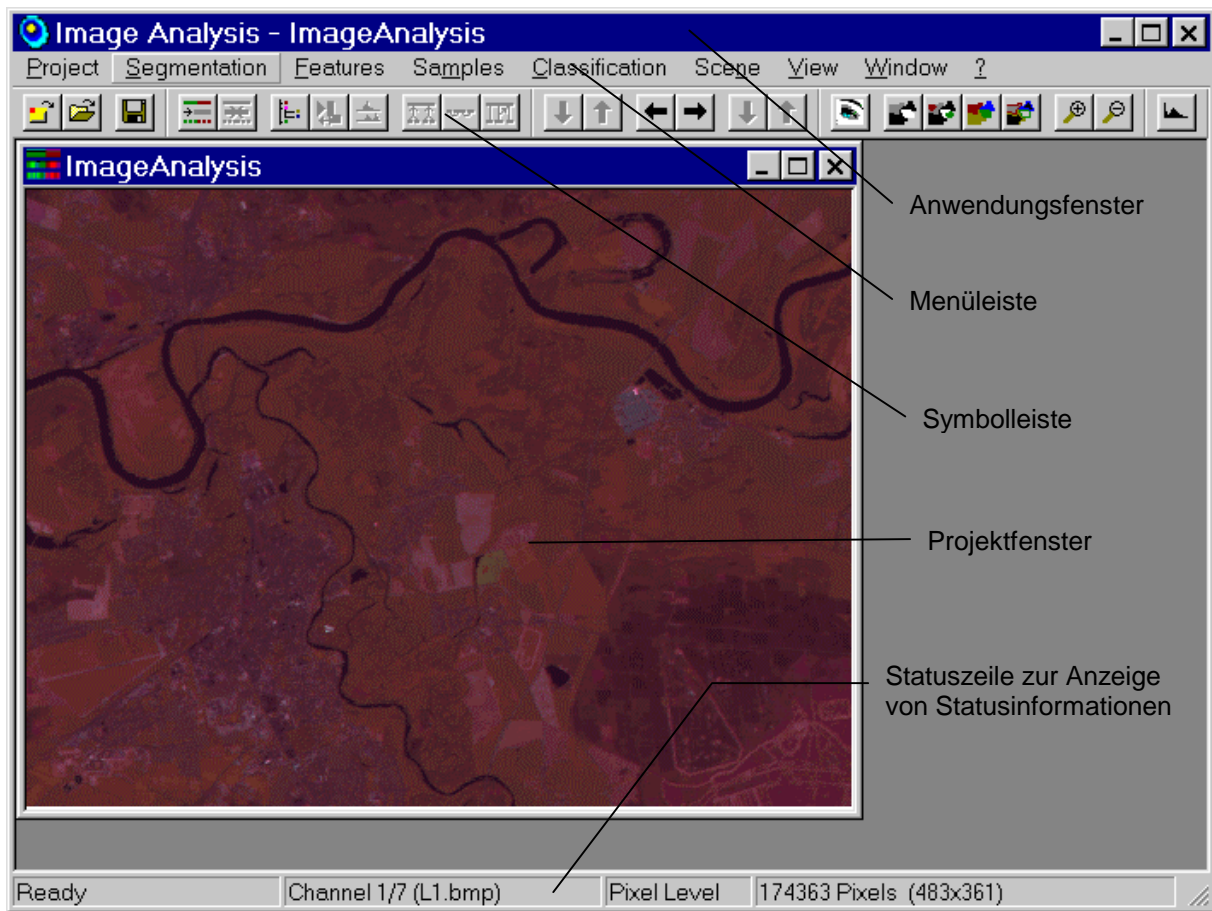 Image Analysis - ImageAnalysis
Project Segmentation Features Samples Classification Scene View Window ?
ImageAnalysis
Anwendungsfenster
Menüleiste
Symbolleiste
Projektfenster
Statuszeile zur Anzeige
von Statusinformationen
Ready Channel 1/7 (L1.bmp) Pixel Level 174363 Pixels (483x361)